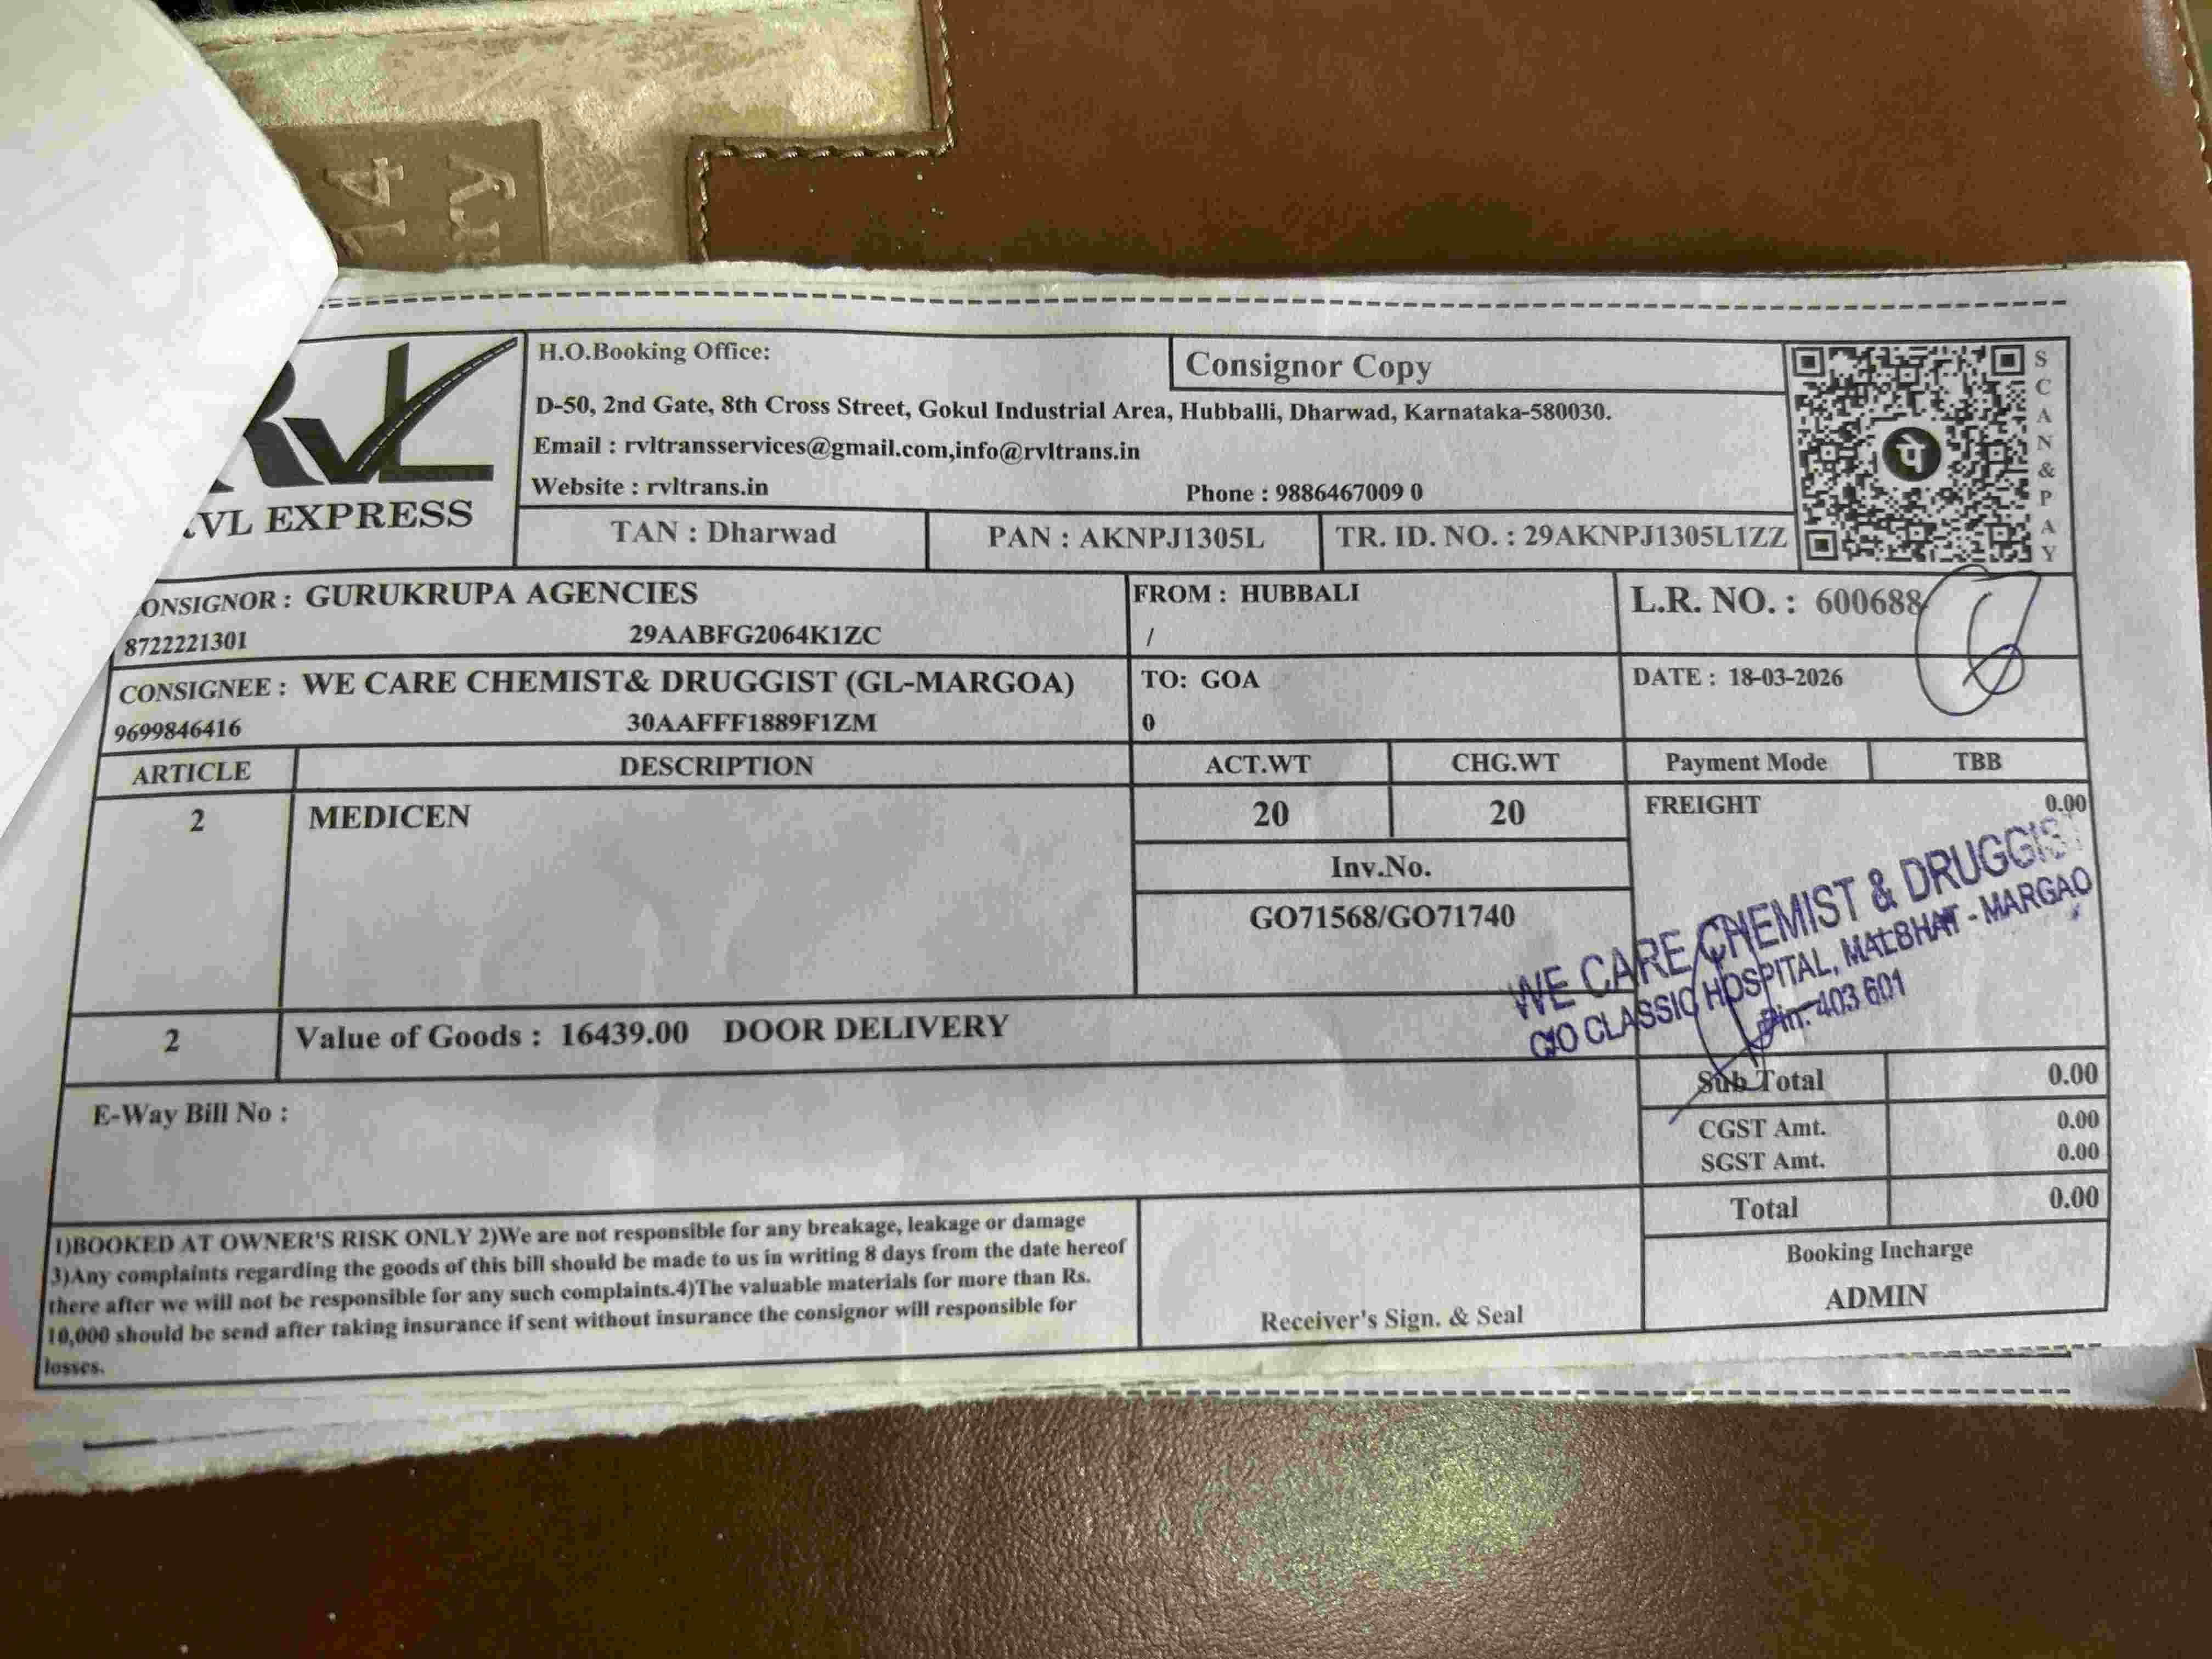 H.O.Booking Office:
Consignor Copy
D-50, 2nd Gate, 8th Cross Street, Gokul Industrial Area, Hubballi, Dharwad, Karnataka-580030.
Email : rvltransservices@gmail.com,info@rvltrans.in
Website : rvltrans.in Phone : 9886467009 0
RVL
VL EXPRESS
TAN : Dharwad PAN : AKNPJ1305L TR. ID. NO. : 29AKNPJ1305L1ZZ
पे
SCAN&PAY
ONSIGNOR : GURUKRUPA AGENCIES
8722221301 29AABFG2064K1ZC
FROM : HUBBALI
/
L.R. NO. : 600688
CONSIGNEE : WE CARE CHEMIST& DRUGGIST (GL-MARGOA)
9699846416 30AAFFF1889F1ZM
TO: GOA
0
DATE : 18-03-2026
ARTICLE DESCRIPTION ACT.WT CHG.WT Payment Mode TBB
2 MEDICEN 20 20 FREIGHT 0.00
Inv.No.
GO71568/GO71740
WE CARE CHEMIST & DRUGGIST
C/O CLASSIC HOSPITAL, MALBHAT - MARGAO
Pin: 403 601
2 Value of Goods : 16439.00 DOOR DELIVERY
Sub Total 0.00
E-Way Bill No :
CGST Amt. 0.00
SGST Amt. 0.00
Total 0.00
1)BOOKED AT OWNER'S RISK ONLY 2)We are not responsible for any breakage, leakage or damage
3)Any complaints regarding the goods of this bill should be made to us in writing 8 days from the date hereof
there after we will not be responsible for any such complaints.4)The valuable materials for more than Rs.
10,000 should be send after taking insurance if sent without insurance the consignor will responsible for
losses.
Receiver's Sign. & Seal
Booking Incharge
ADMIN